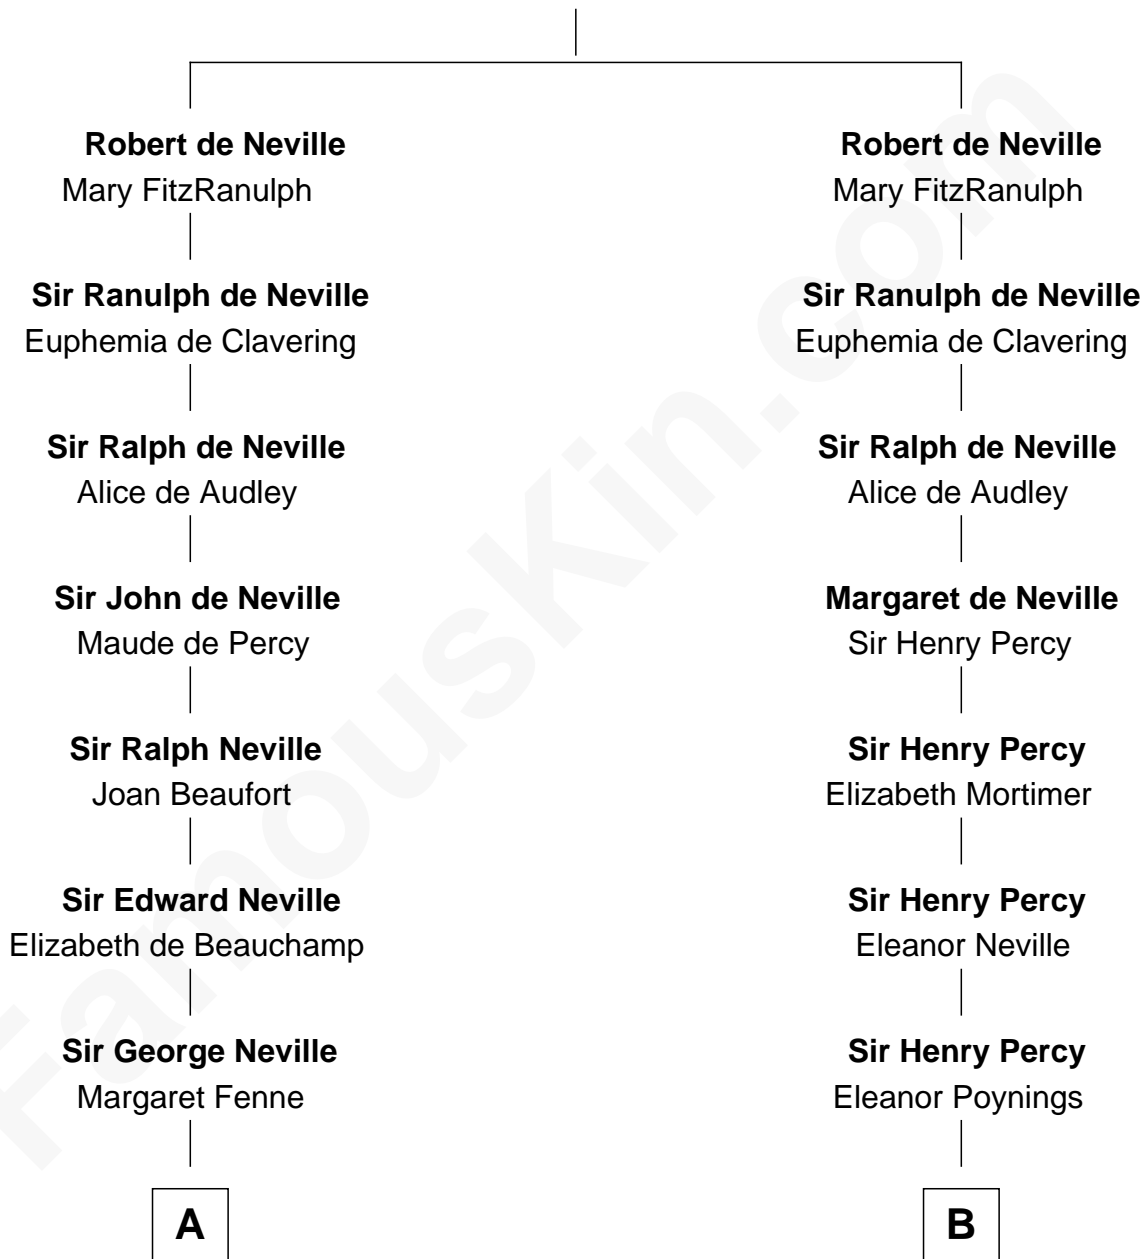 Robert de Neville
Mary FitzRanulph
Sir Ranulph de Neville
Euphemia de Clavering
Sir Ralph de Neville
Alice de Audley
Sir John de Neville
Maude de Percy
Sir Ralph Neville
Joan Beaufort
Sir Edward Neville
Elizabeth de Beauchamp
Sir George Neville
Margaret Fenne
A
Robert de Neville
Mary FitzRanulph
Sir Ranulph de Neville
Euphemia de Clavering
Sir Ralph de Neville
Alice de Audley
Margaret de Neville
Sir Henry Percy
Sir Henry Percy
Elizabeth Mortimer
Sir Henry Percy
Eleanor Neville
Sir Henry Percy
Eleanor Poynings
B
FamousKin.com